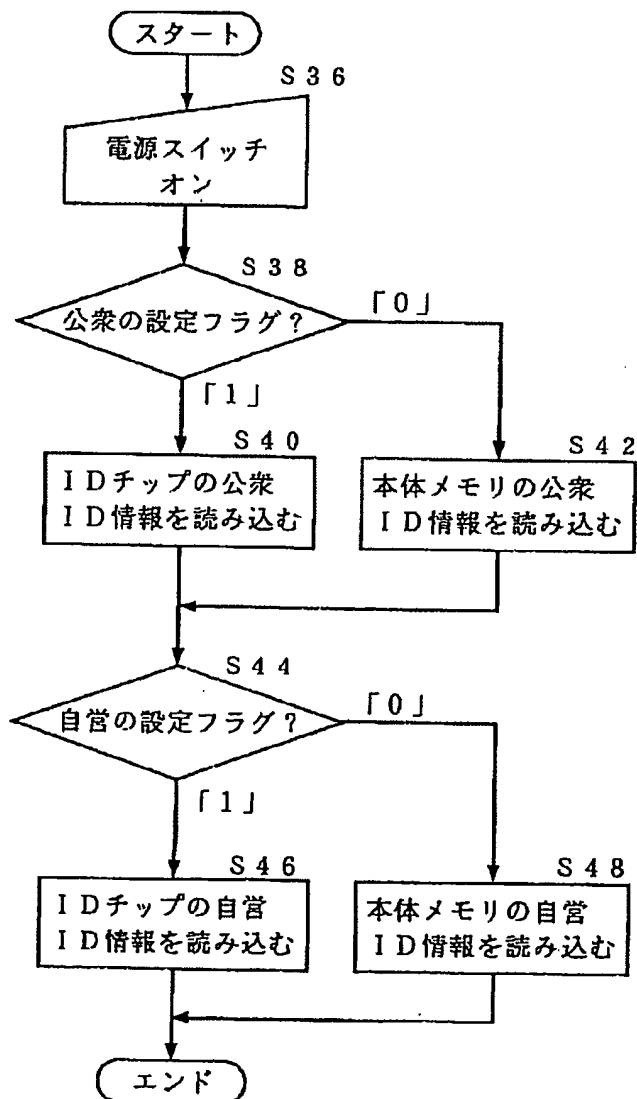 スタート
S36
電源スイッチ
オン
S38
公衆の設定フラグ？
「0」
「1」
S40
IDチップの公衆
ID情報を読み込む
S42
本体メモリの公衆
ID情報を読み込む
S44
自営の設定フラグ？
「0」
「1」
S46
IDチップの自営
ID情報を読み込む
S48
本体メモリの自営
ID情報を読み込む
エンド